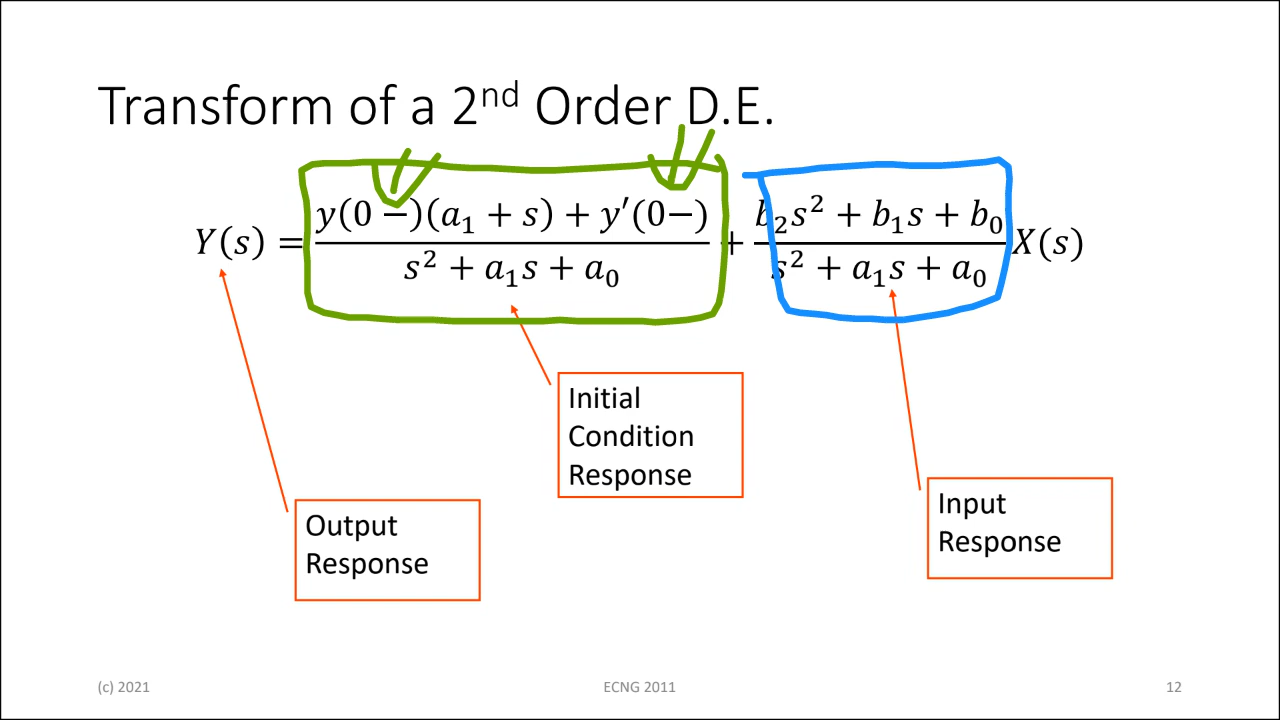 Transform of a 2nd Order D.E.
Y(s) = y(0 −)(a₁ + s) + y′(0−) / s² + a₁s + a₀ + b₂s² + b₁s + b₀ / s² + a₁s + a₀ X(s)
Initial
Condition
Response
Input
Response
Output
Response
(c) 2021
ECNG 2011
12